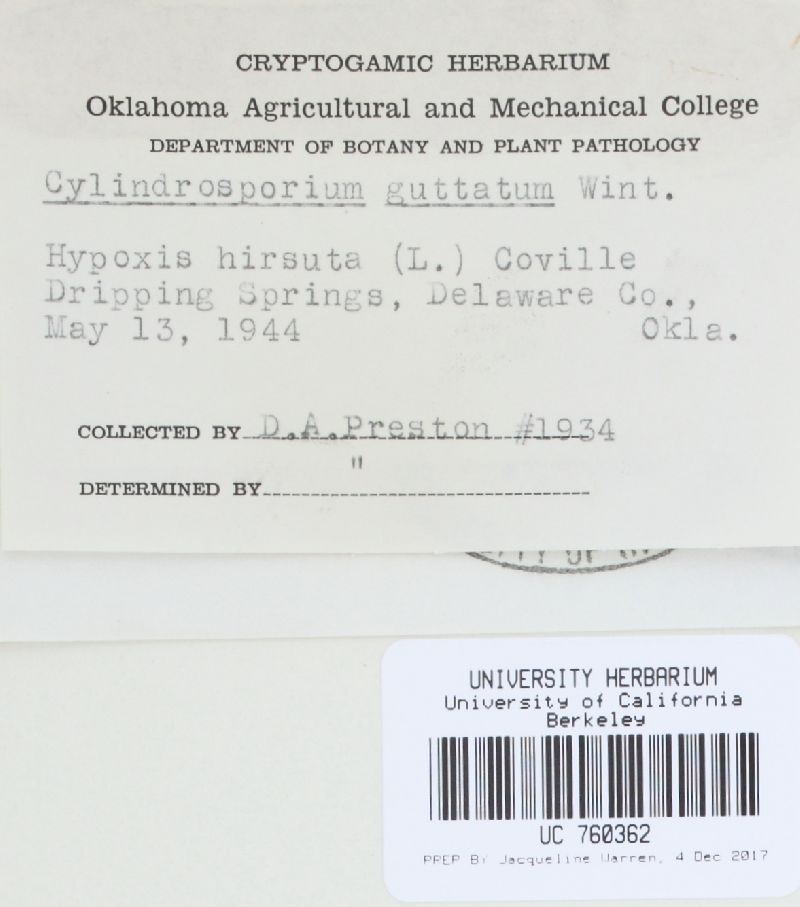 CRYPTOGAMIC HERBARIUM
Oklahoma Agricultural and Mechanical College
DEPARTMENT OF BOTANY AND PLANT PATHOLOGY
Cylindrosporium guttatum Wint.
Hypoxis hirsuta (L.) Coville
Dripping Springs, Delaware Co.,
May 13, 1944 Okla.
COLLECTED BY D.A.Preston #1934
"
DETERMINED BY
UNIVERSITY HERBARIUM
University of California
Berkeley
UC 760362
PREP BY Jacqueline Warren, 4 Dec 2017